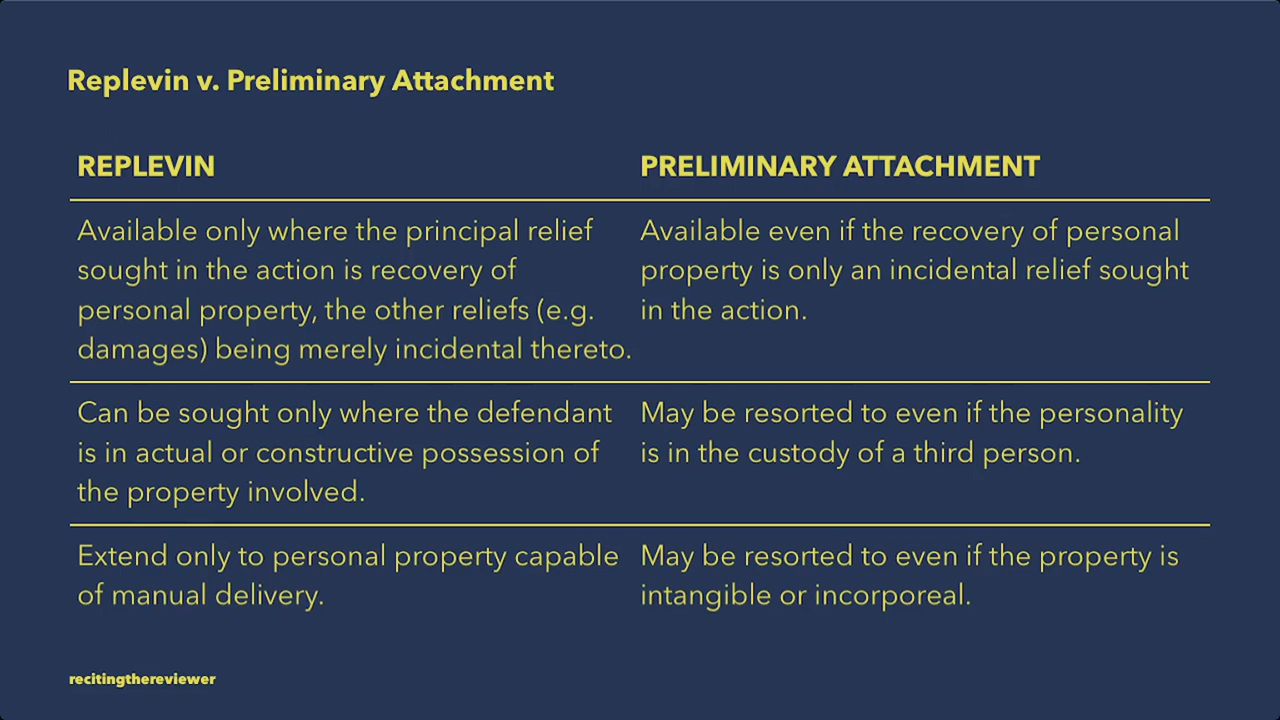 Replevin v. Preliminary Attachment
REPLEVIN
PRELIMINARY ATTACHMENT
Available only where the principal relief
sought in the action is recovery of
personal property, the other reliefs (e.g.
damages) being merely incidental thereto.
Available even if the recovery of personal
property is only an incidental relief sought
in the action.
Can be sought only where the defendant
is in actual or constructive possession of
the property involved.
May be resorted to even if the personality
is in the custody of a third person.
Extend only to personal property capable
of manual delivery.
May be resorted to even if the property is
intangible or incorporeal.
recitingthereviewer